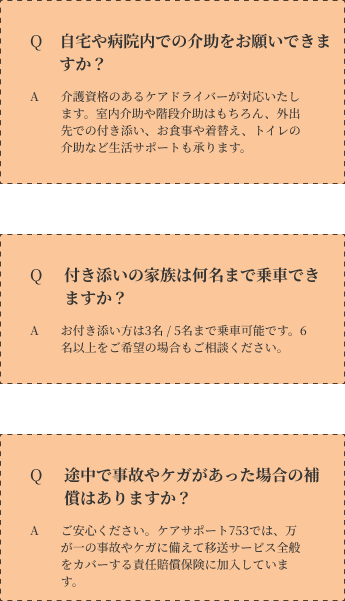 Q 自宅や病院内での介助をお願いできま
すか？
A 介護資格のあるケアドライバーが対応いたし
ます。室内介助や階段介助はもちろん、外出
先での付き添い、お食事や着替え、トイレの
介助など生活サポートも承ります。
Q 付き添いの家族は何名まで乗車でき
ますか？
A お付き添い方は3名 / 5名まで乗車可能です。6
名以上をご希望の場合もご相談ください。
Q 途中で事故やケガがあった場合の補
償はありますか？
A ご安心ください。ケアサポート753では、万
が一の事故やケガに備えて移送サービス全般
をカバーする責任賠償保険に加入していま
す。